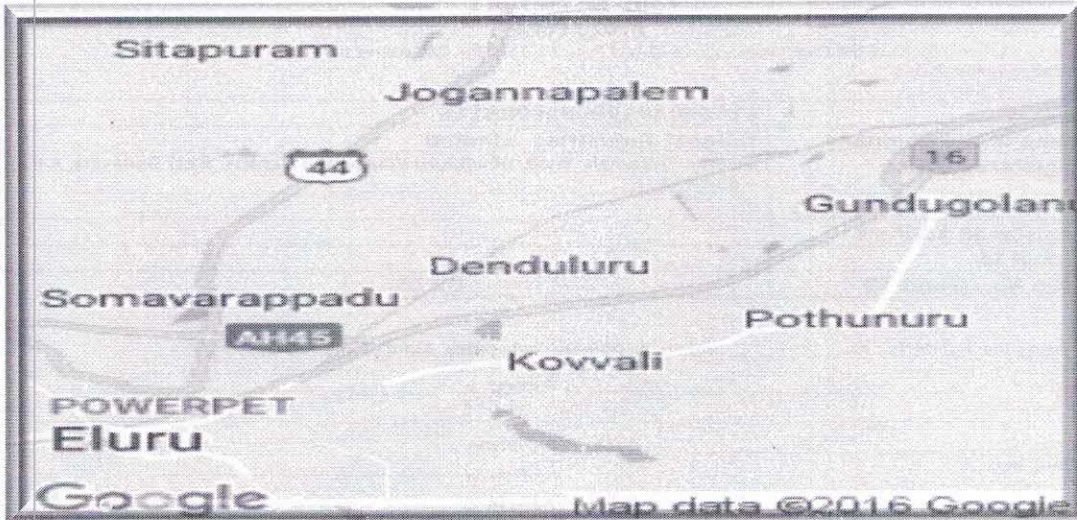 Sitapuram
Jogannapalem
44
16
Gundugolanu
Denduluru
Somavarappadu
Pothunuru
AH45
Kovvali
POWERPET
Eluru
Google
Map data ©2016 Google